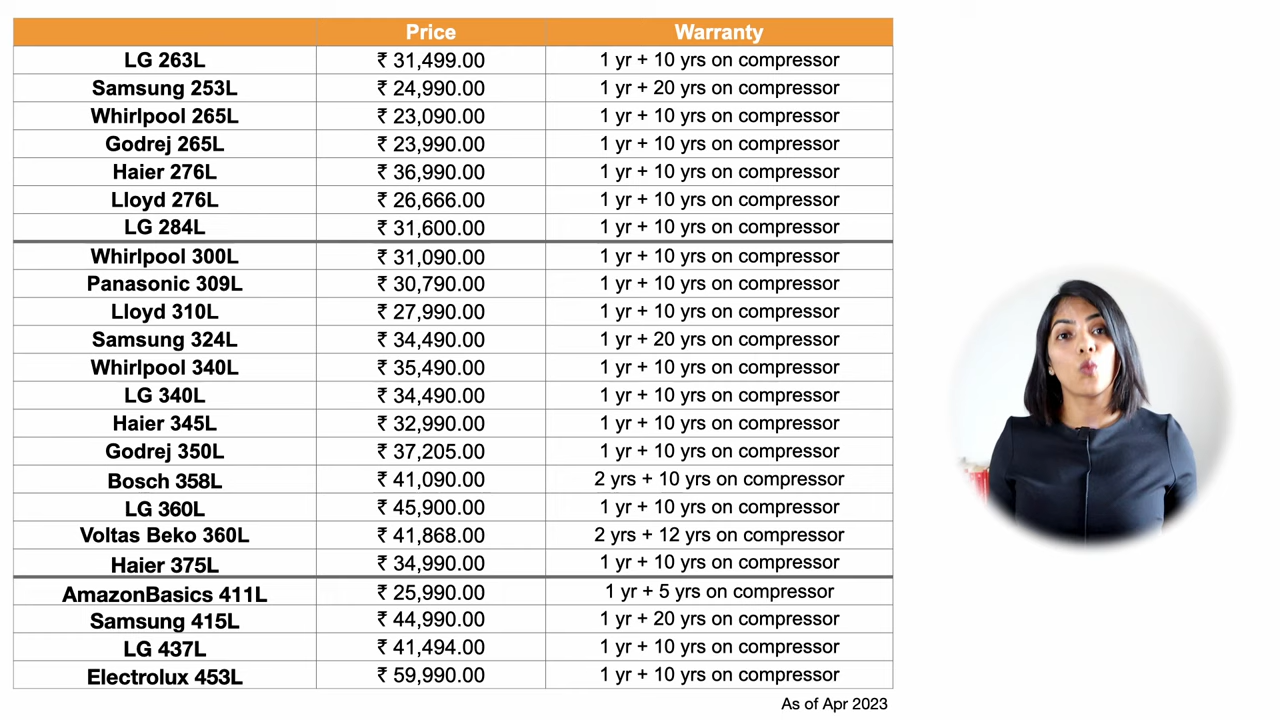 Price Warranty
LG 263L ₹ 31,499.00 1 yr + 10 yrs on compressor
Samsung 253L ₹ 24,990.00 1 yr + 20 yrs on compressor
Whirlpool 265L ₹ 23,090.00 1 yr + 10 yrs on compressor
Godrej 265L ₹ 23,990.00 1 yr + 10 yrs on compressor
Haier 276L ₹ 36,990.00 1 yr + 10 yrs on compressor
Lloyd 276L ₹ 26,666.00 1 yr + 10 yrs on compressor
LG 284L ₹ 31,600.00 1 yr + 10 yrs on compressor
Whirlpool 300L ₹ 31,090.00 1 yr + 10 yrs on compressor
Panasonic 309L ₹ 30,790.00 1 yr + 10 yrs on compressor
Lloyd 310L ₹ 27,990.00 1 yr + 10 yrs on compressor
Samsung 324L ₹ 34,490.00 1 yr + 20 yrs on compressor
Whirlpool 340L ₹ 35,490.00 1 yr + 10 yrs on compressor
LG 340L ₹ 34,490.00 1 yr + 10 yrs on compressor
Haier 345L ₹ 32,990.00 1 yr + 10 yrs on compressor
Godrej 350L ₹ 37,205.00 1 yr + 10 yrs on compressor
Bosch 358L ₹ 41,090.00 2 yrs + 10 yrs on compressor
LG 360L ₹ 45,900.00 1 yr + 10 yrs on compressor
Voltas Beko 360L ₹ 41,868.00 2 yrs + 12 yrs on compressor
Haier 375L ₹ 34,990.00 1 yr + 10 yrs on compressor
AmazonBasics 411L ₹ 25,990.00 1 yr + 5 yrs on compressor
Samsung 415L ₹ 44,990.00 1 yr + 20 yrs on compressor
LG 437L ₹ 41,494.00 1 yr + 10 yrs on compressor
Electrolux 453L ₹ 59,990.00 1 yr + 10 yrs on compressor
As of Apr 2023